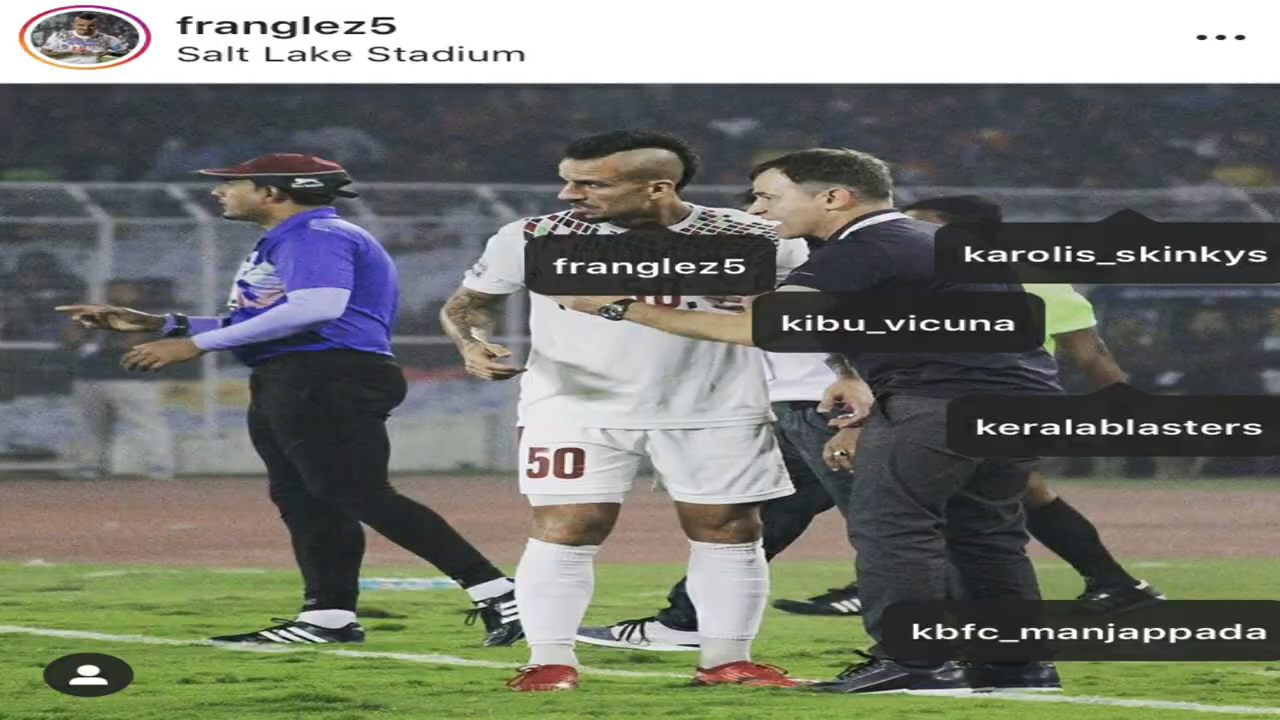 franglez5
Salt Lake Stadium
karolis_skinkys
franglez5
kibu_vicuna
keralablasters
50
kbfc_manjappada